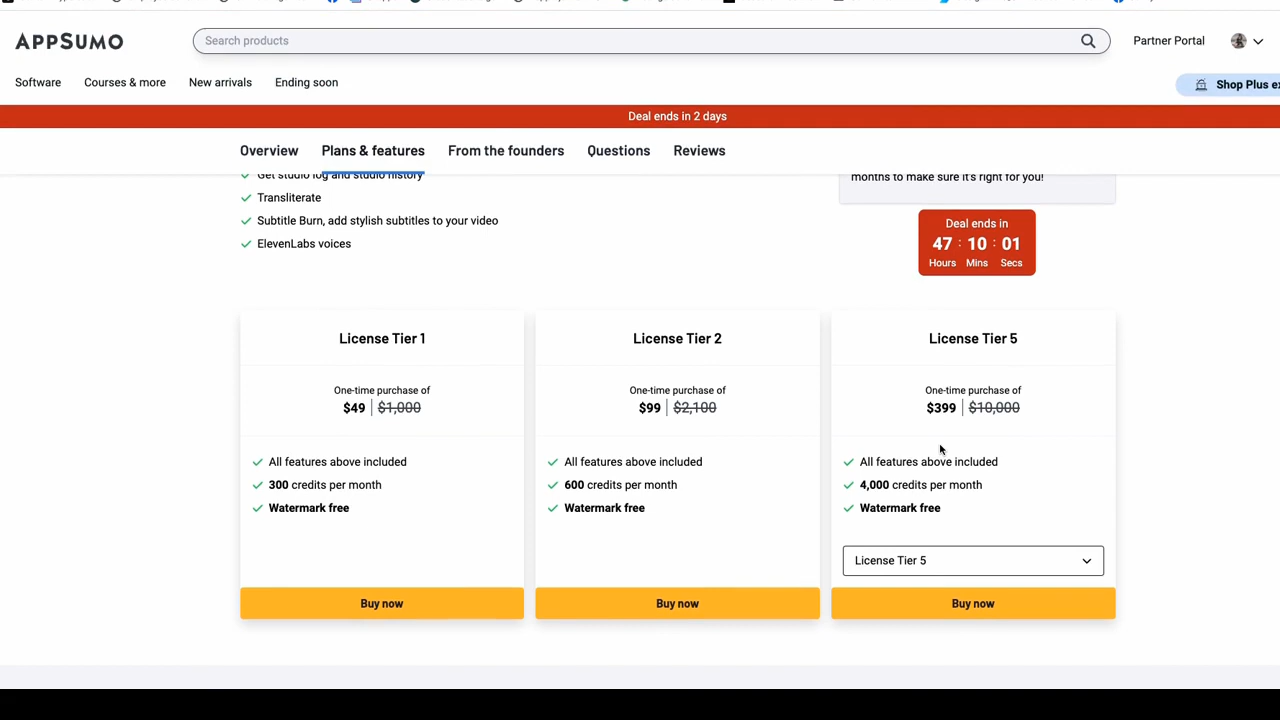 APPSUMO
Search products
Partner Portal
Software
Courses & more
New arrivals
Ending soon
Shop Plus ex
Deal ends in 2 days
Overview
Plans & features
From the founders
Questions
Reviews
Get studio log and studio history
Transliterate
Subtitle Burn, add stylish subtitles to your video
ElevenLabs voices
months to make sure it's right for you!
Deal ends in
47 : 10 : 01
Hours Mins Secs
License Tier 1
One-time purchase of
$49 | $1,000
All features above included
300 credits per month
Watermark free
Buy now
License Tier 2
One-time purchase of
$99 | $2,100
All features above included
600 credits per month
Watermark free
Buy now
License Tier 5
One-time purchase of
$399 | $10,000
All features above included
4,000 credits per month
Watermark free
License Tier 5
Buy now